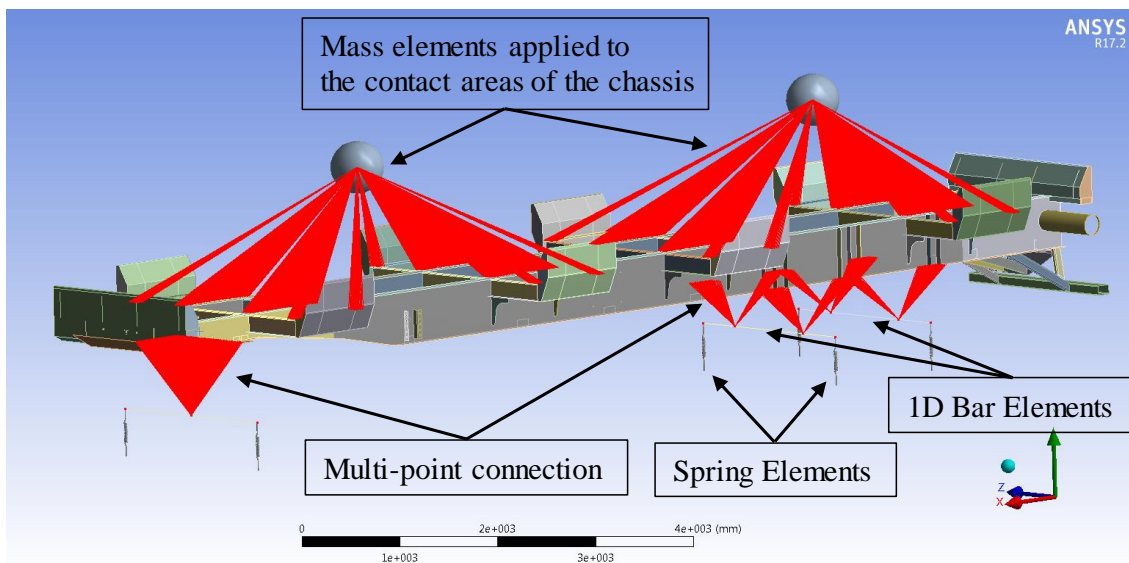 ANSYS
R17.2
Mass elements applied to
the contact areas of the chassis
1D Bar Elements
Multi-point connection
Spring Elements
Z
X
0
2e+003
4e+003 (mm)
1e+003
3e+003